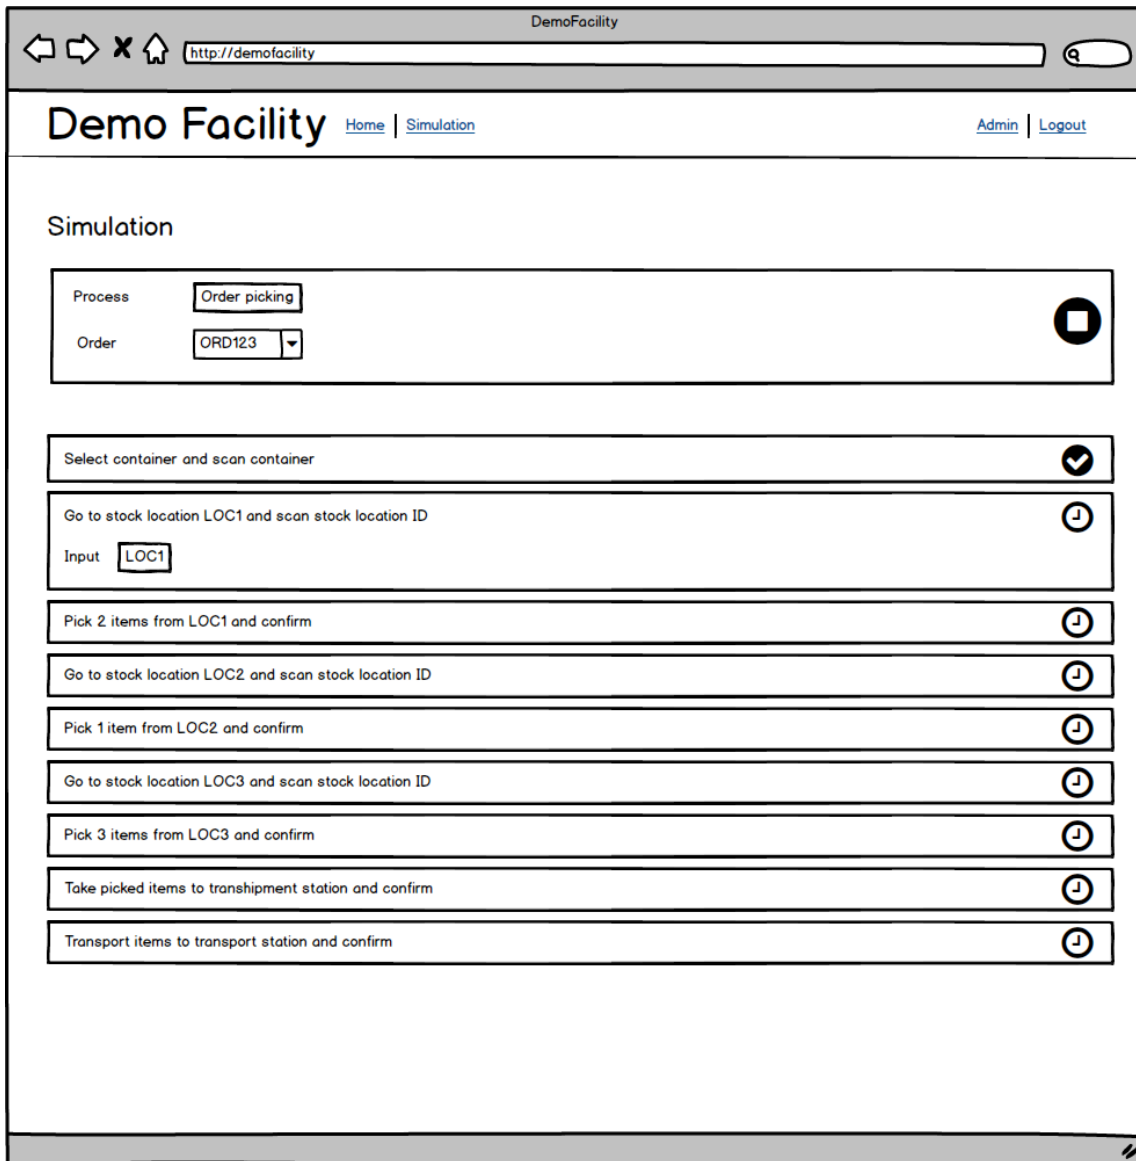 DemoFacility
http://demofacility
Demo Facility Home Simulation Admin Logout
Simulation
Process Order picking
Order ORD123
Select container and scan container
Go to stock location LOC1 and scan stock location ID
Input LOC1
Pick 2 items from LOC1 and confirm
Go to stock location LOC2 and scan stock location ID
Pick 1 item from LOC2 and confirm
Go to stock location LOC3 and scan stock location ID
Pick 3 items from LOC3 and confirm
Take picked items to transhipment station and confirm
Transport items to transport station and confirm